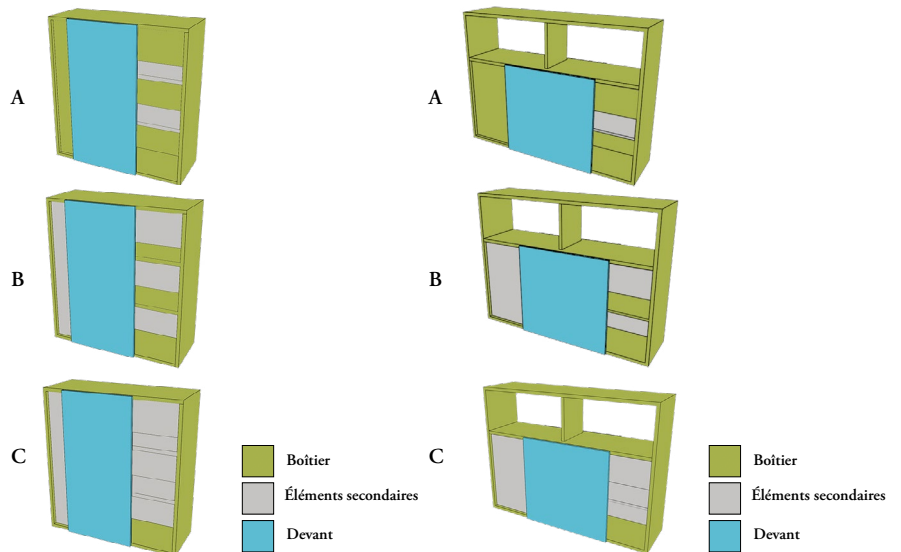 A
B
C
Boîtier
Éléments secondaires
Devant
A
B
C
Boîtier
Éléments secondaires
Devant